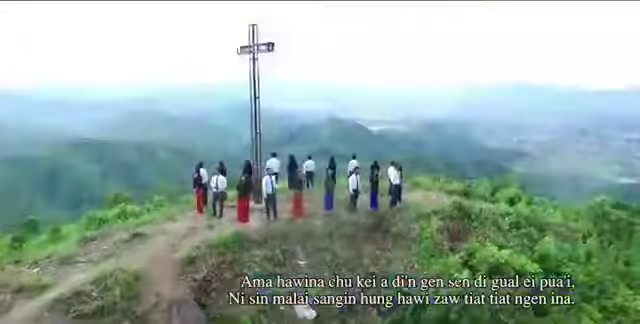 Ama hawina chu kei a di'n gen sen di gual ei pua'i,
Ni sin malai sangin hung hawi zaw tiat tiat ngen ina.